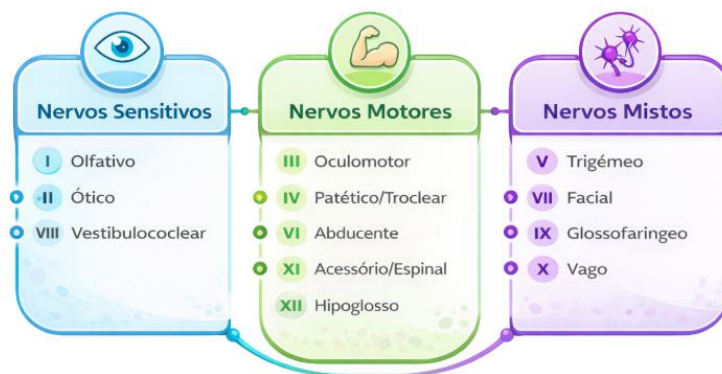 Nervos Sensitivos
I Olfativo
II Ótico
VIII Vestibulococlear
Nervos Motores
III Oculomotor
IV Patético/Troclear
VI Abducente
XI Acessório/Espinal
XII Hipoglosso
Nervos Mistos
V Trigémeo
VII Facial
IX Glossofaringeo
X Vago